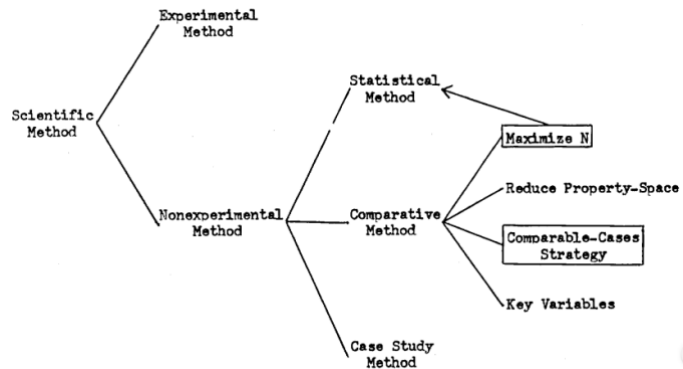 Experimental
Method
Statistical
Method
Scientific
Method
Maximize N
Reduce Property-Space
Nonexperimental
Method
Comparative
Method
Comparable-Cases
Strategy
Key Variables
Case Study
Method